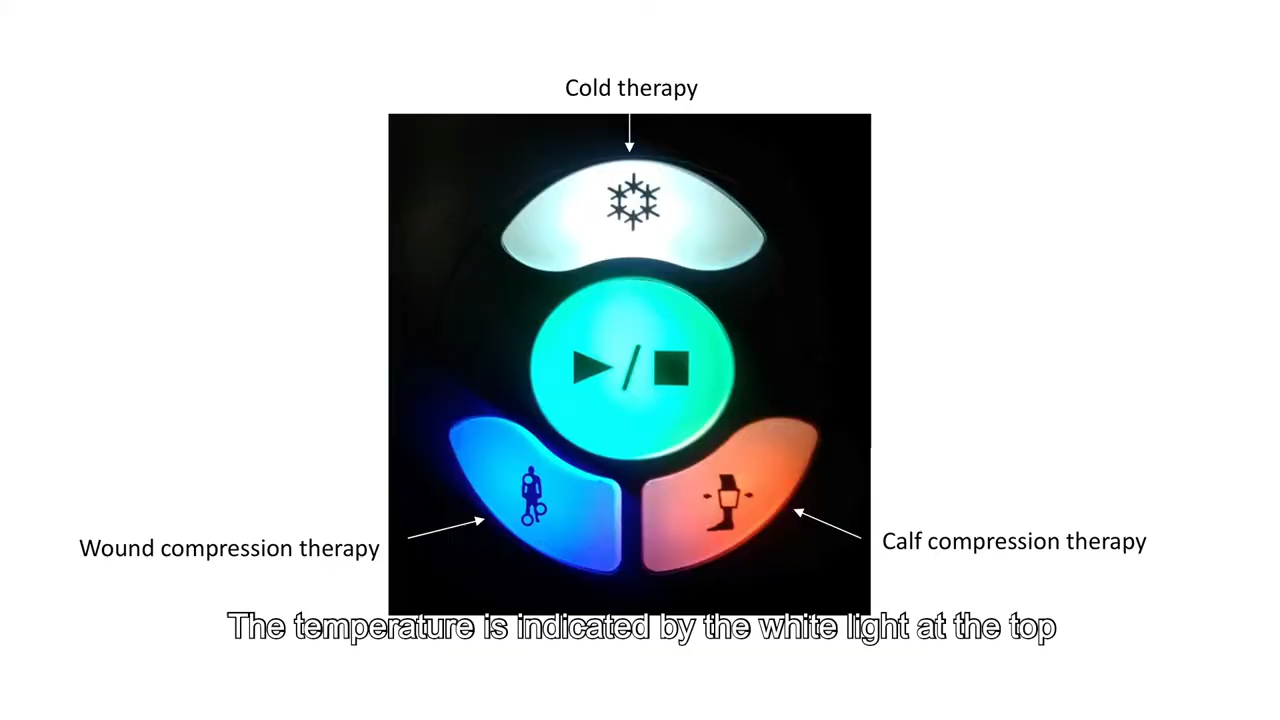 Cold therapy
Wound compression therapy
Calf compression therapy
The temperature is indicated by the white light at the top